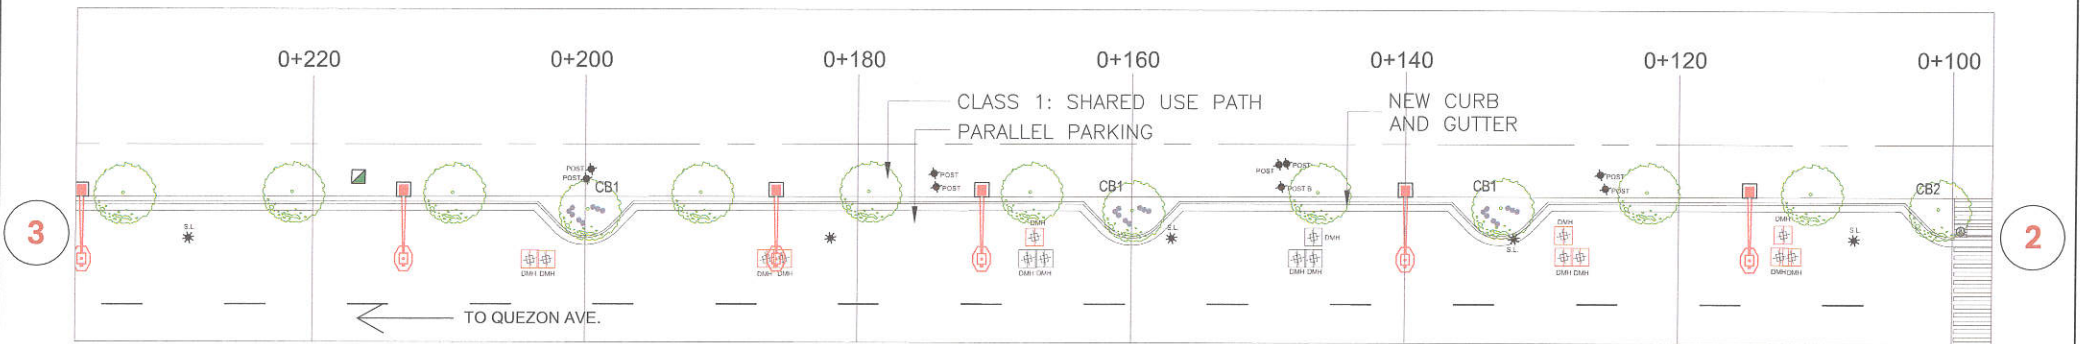 0+220
0+200
0+180
0+160
0+140
0+120
0+100
CLASS 1: SHARED USE PATH
PARALLEL PARKING
NEW CURB
AND GUTTER
POST
POST
CB1
POST
POST
CB1
POST
POST
POST B
CB1
POST
POST
CB2
3
2
S.L
DMH
S.L
DMH
DMH
S.L
DMH
S.L
DMH DMH
DMH DMH
DMH DMH
DMH DMH
DMH DMH
DMH DMH
TO QUEZON AVE.